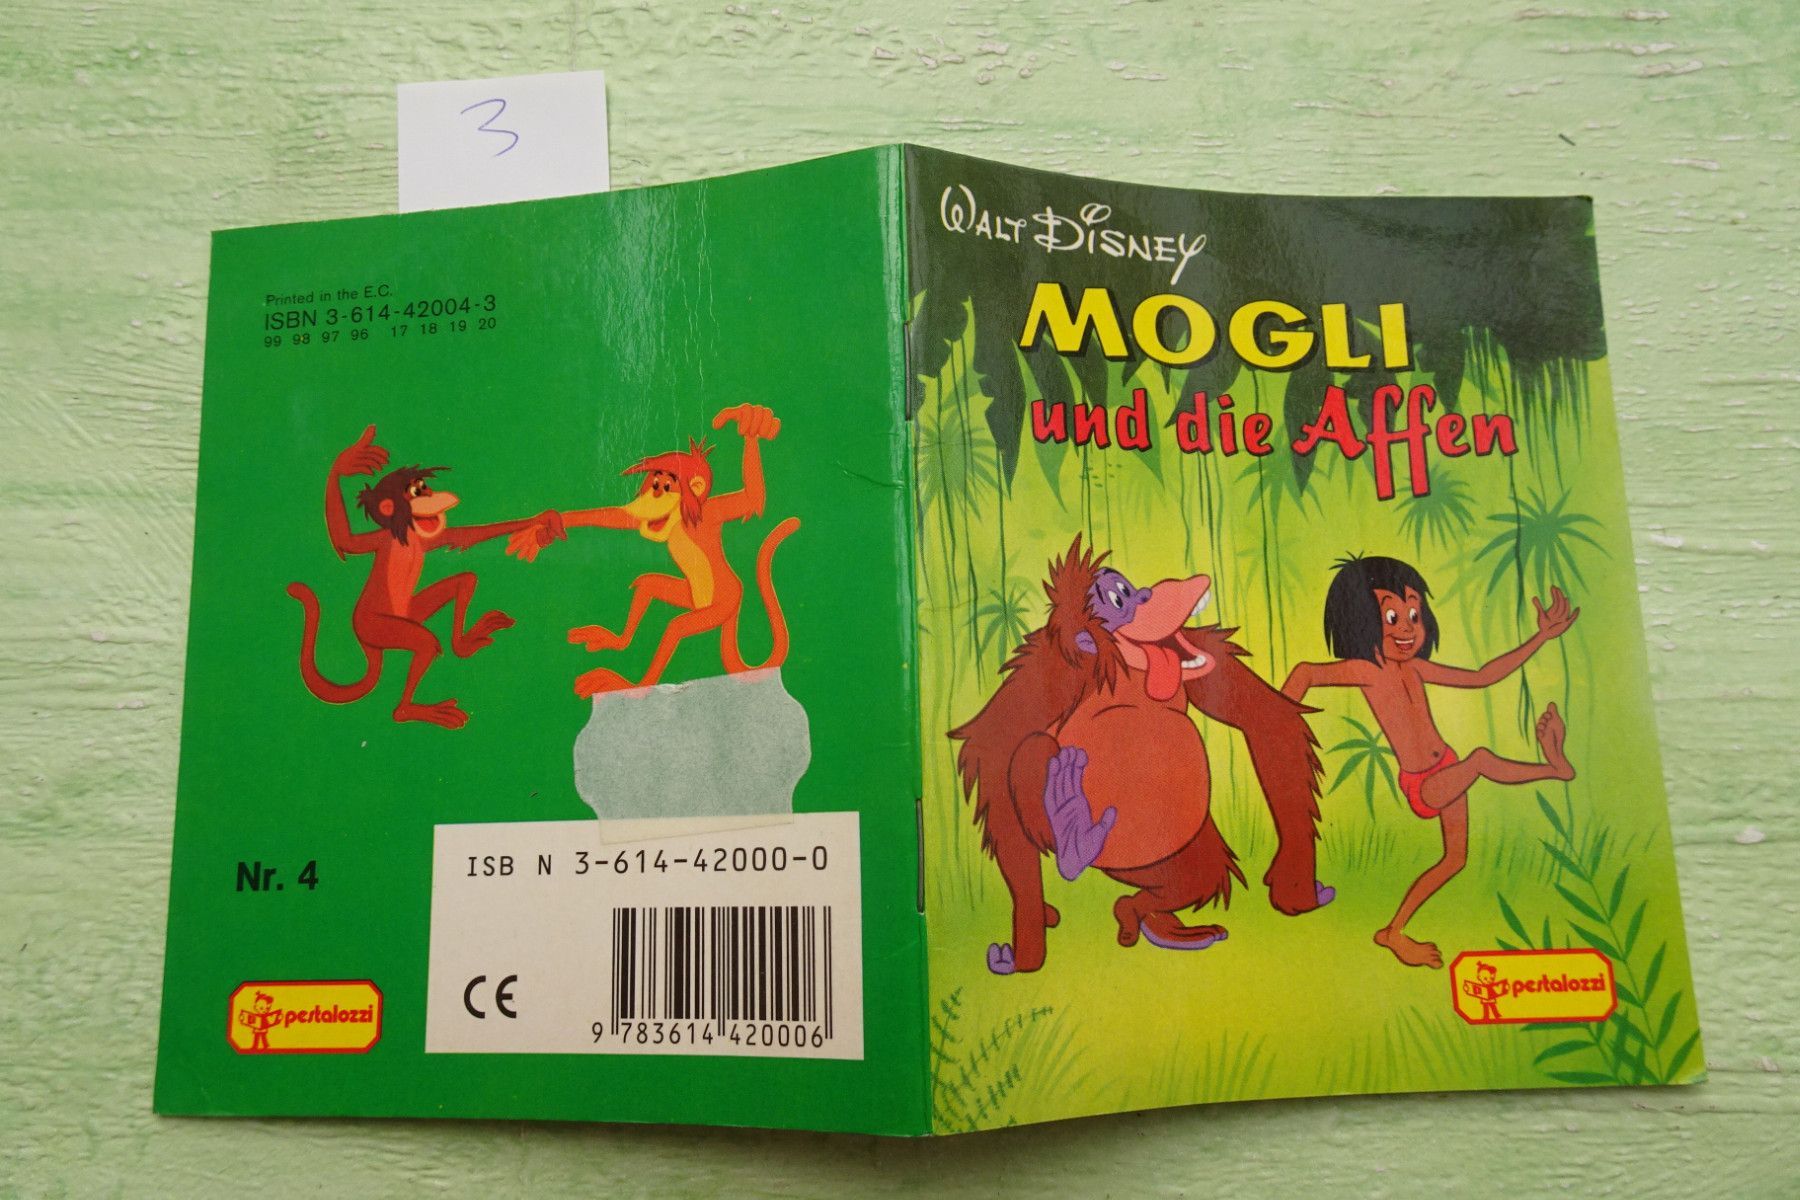 3
Printed in the E.C.
ISBN 3-614-42004-3
99 98 97 96 17 18 19 20
Nr. 4
pestalozzi
ISB N 3-614-42000-0
CE
9 783614 420006
WALT DISNEY
MOGLI
und die Affen
pestalozzi